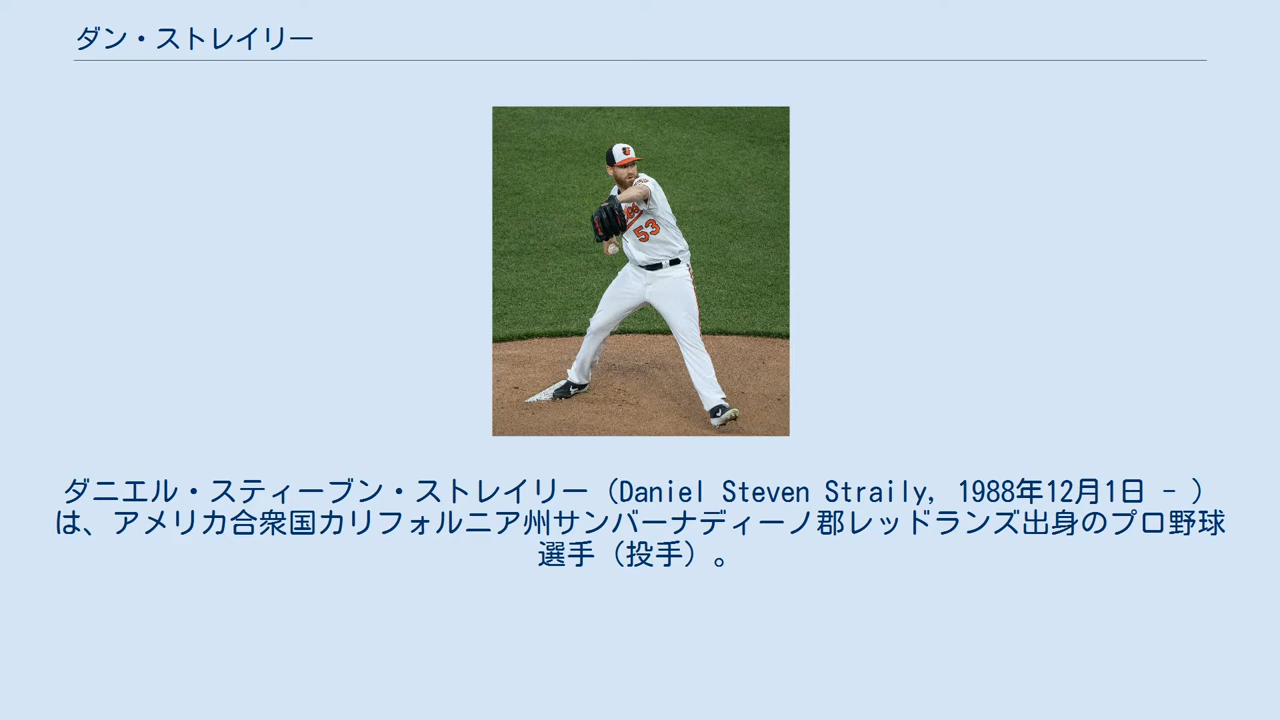 ダン・ストレイリー
53
ダニエル・スティーブン・ストレイリー（Daniel Steven Straily, 1988年12月1日 - ）
は、アメリカ合衆国カリフォルニア州サンバーナディーノ郡レッドランズ出身のプロ野球
選手（投手）。